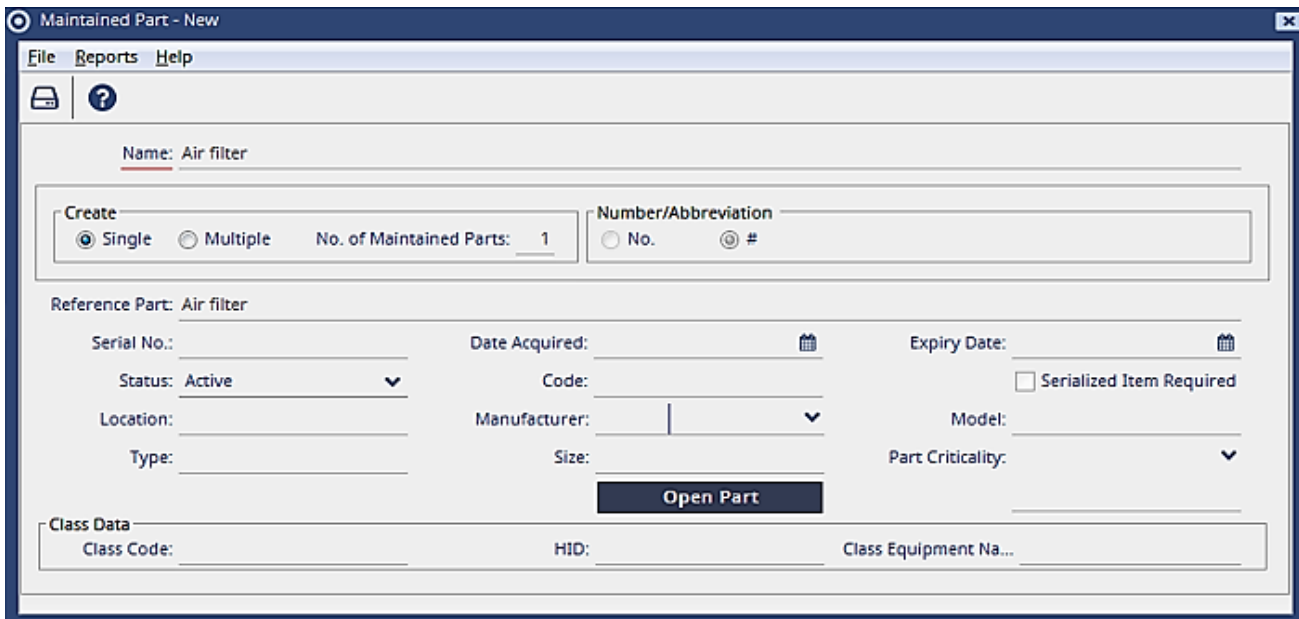 Maintained Part - New
File Reports Help
Name: Air filter
Create
Number/Abbreviation
Single Multiple No. of Maintained Parts: 1
No. #
Reference Part: Air filter
Serial No.: Date Acquired: Expiry Date:
Status: Active Code: Serialized Item Required
Location: Manufacturer: Model:
Type: Size: Part Criticality:
Open Part
Class Data
Class Code: HID: Class Equipment Na...